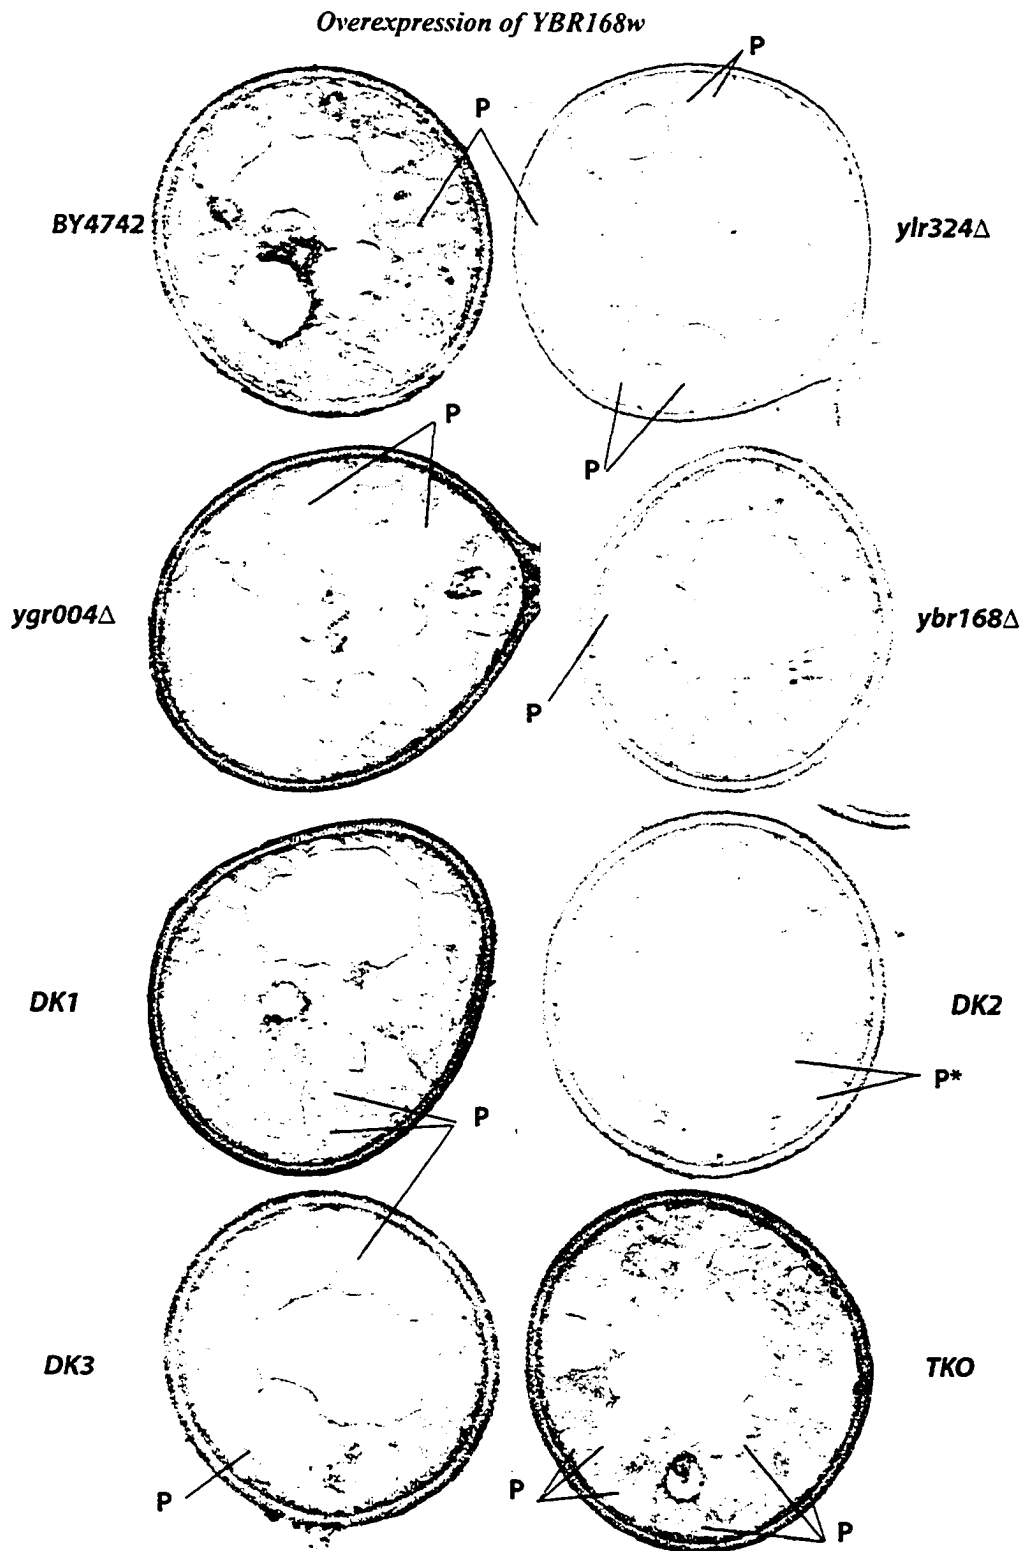 Overexpression of YBR168w
P
P
BY4742
ylr324Δ
P
P
ygr004Δ
ybr168Δ
P
DK1
DK2
P*
P
DK3
TKO
P
P
P